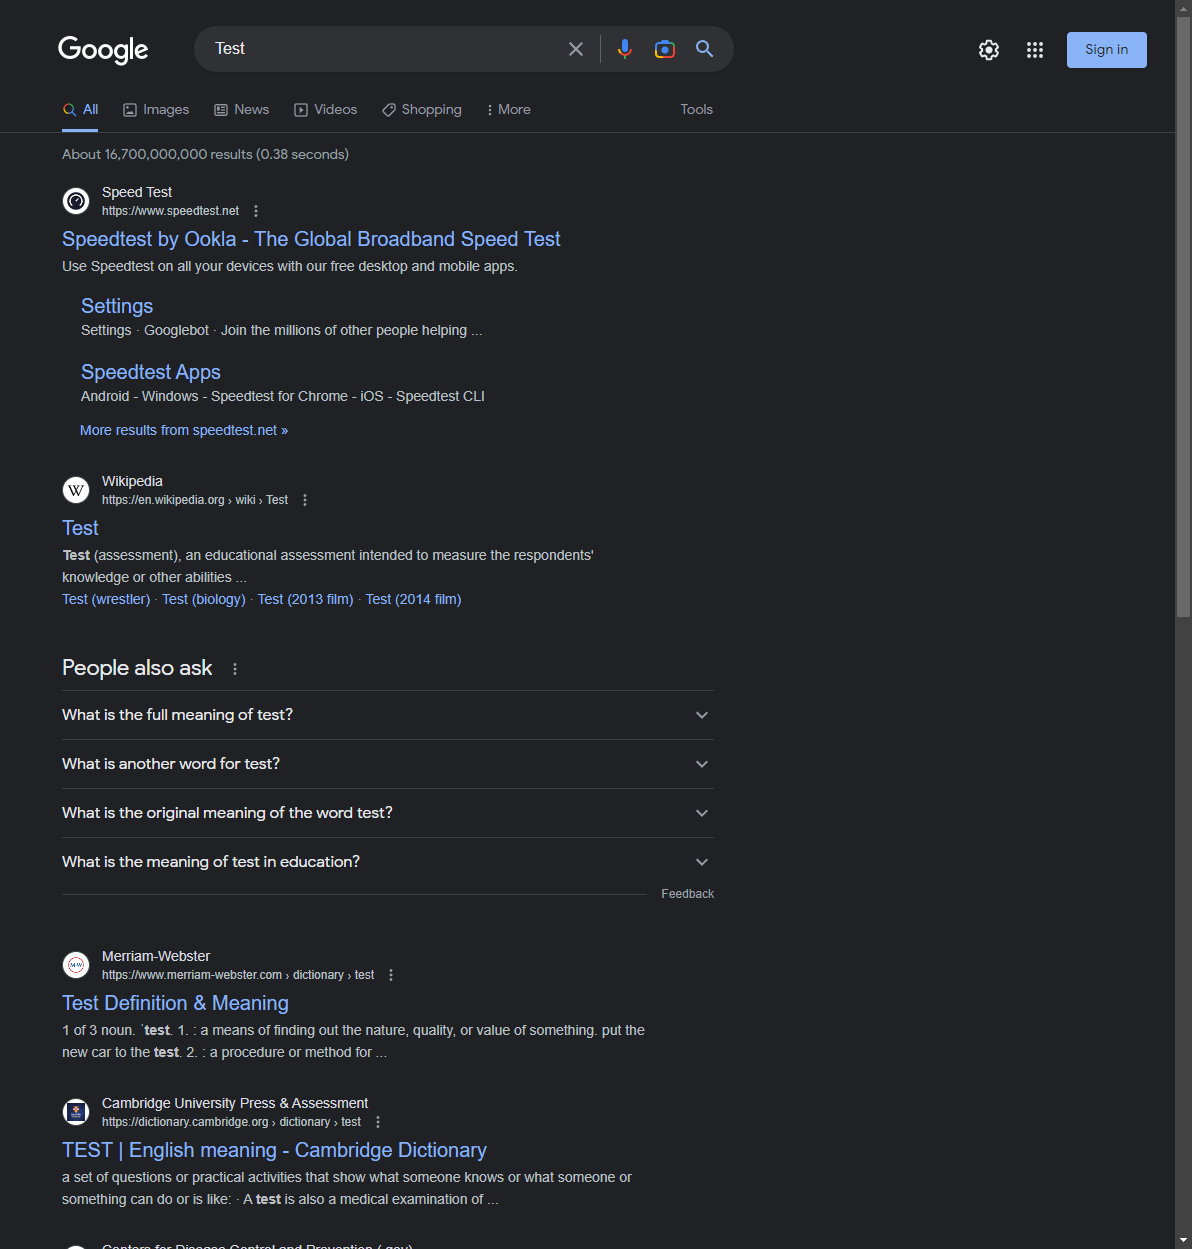 Google
Test
Sign in
All
Images
News
Videos
Shopping
More
Tools
About 16,700,000,000 results (0.38 seconds)
Speed Test
https://www.speedtest.net
Speedtest by Ookla - The Global Broadband Speed Test
Use Speedtest on all your devices with our free desktop and mobile apps.
Settings
Settings · Googlebot · Join the millions of other people helping ...
Speedtest Apps
Android - Windows - Speedtest for Chrome - iOS - Speedtest CLI
More results from speedtest.net »
W
Wikipedia
https://en.wikipedia.org › wiki › Test
Test
Test (assessment), an educational assessment intended to measure the respondents'
knowledge or other abilities ...
Test (wrestler) · Test (biology) · Test (2013 film) · Test (2014 film)
People also ask
What is the full meaning of test?
What is another word for test?
What is the original meaning of the word test?
What is the meaning of test in education?
Feedback
M-W
Merriam-Webster
https://www.merriam-webster.com › dictionary › test
Test Definition & Meaning
1 of 3 noun. ˈtest. 1. : a means of finding out the nature, quality, or value of something. put the
new car to the test. 2. : a procedure or method for ...
Cambridge University Press & Assessment
https://dictionary.cambridge.org › dictionary › test
TEST | English meaning - Cambridge Dictionary
a set of questions or practical activities that show what someone knows or what someone or
something can do or is like: · A test is also a medical examination of ...
Centers for Disease Control and Prevention (.gov)